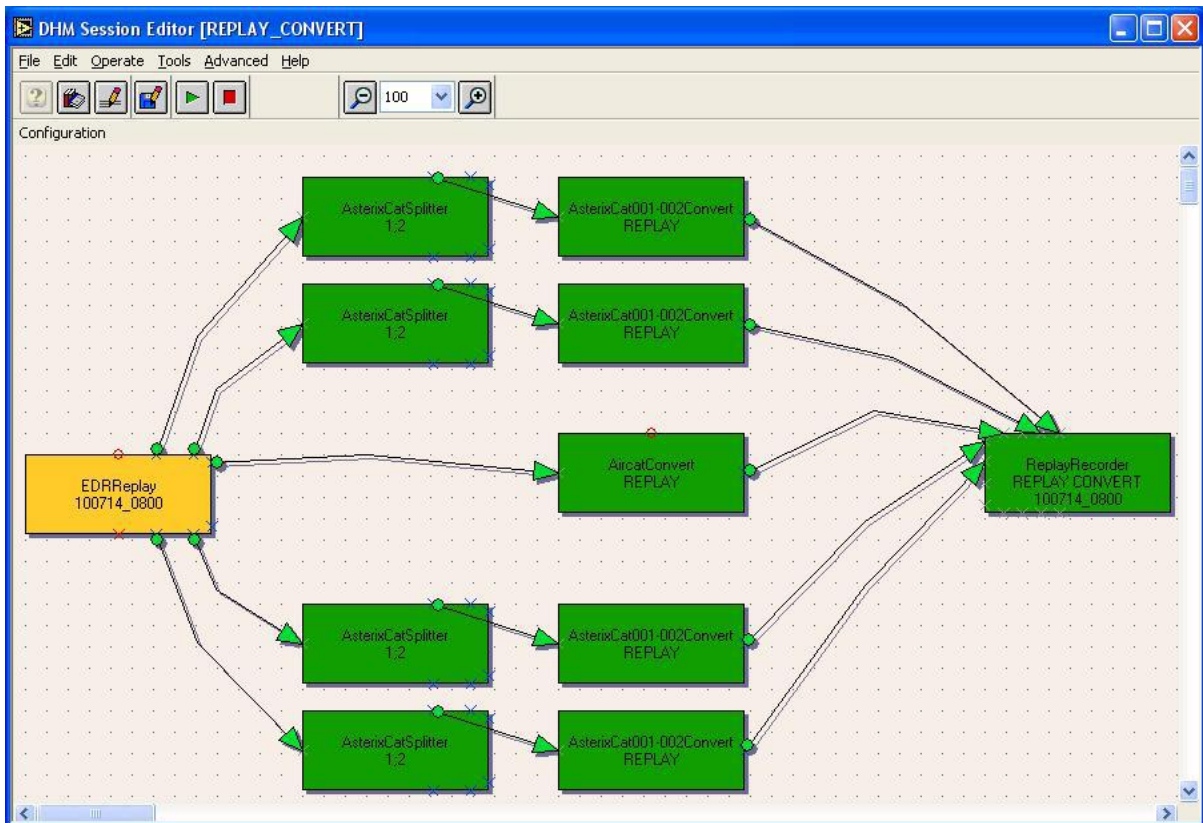 DHM Session Editor [REPLAY_CONVERT]
File Edit Operate Tools Advanced Help
100
Configuration
AsterixCatSplitter
1;2
AsterixCat001-002Convert
REPLAY
AsterixCatSplitter
1;2
AsterixCat001-002Convert
REPLAY
EDRReplay
100714_0800
AircatConvert
REPLAY
ReplayRecorder
REPLAY CONVERT
100714_0800
AsterixCatSplitter
1;2
AsterixCat001-002Convert
REPLAY
AsterixCatSplitter
1;2
AsterixCat001-002Convert
REPLAY